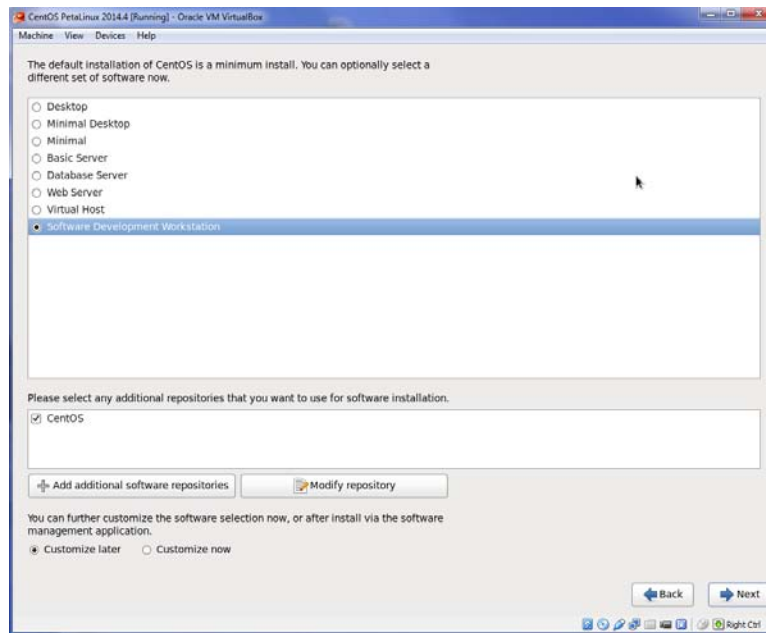 CentOS PetaLinux 2014.4 [Running] - Oracle VM VirtualBox
Machine View Devices Help
The default installation of CentOS is a minimum install. You can optionally select a
different set of software now.
Desktop
Minimal Desktop
Minimal
Basic Server
Database Server
Web Server
Virtual Host
Software Development Workstation
Please select any additional repositories that you want to use for software installation.
CentOS
Add additional software repositories Modify repository
You can further customize the software selection now, or after install via the software
management application.
Customize later Customize now
Back Next
Right Ctrl